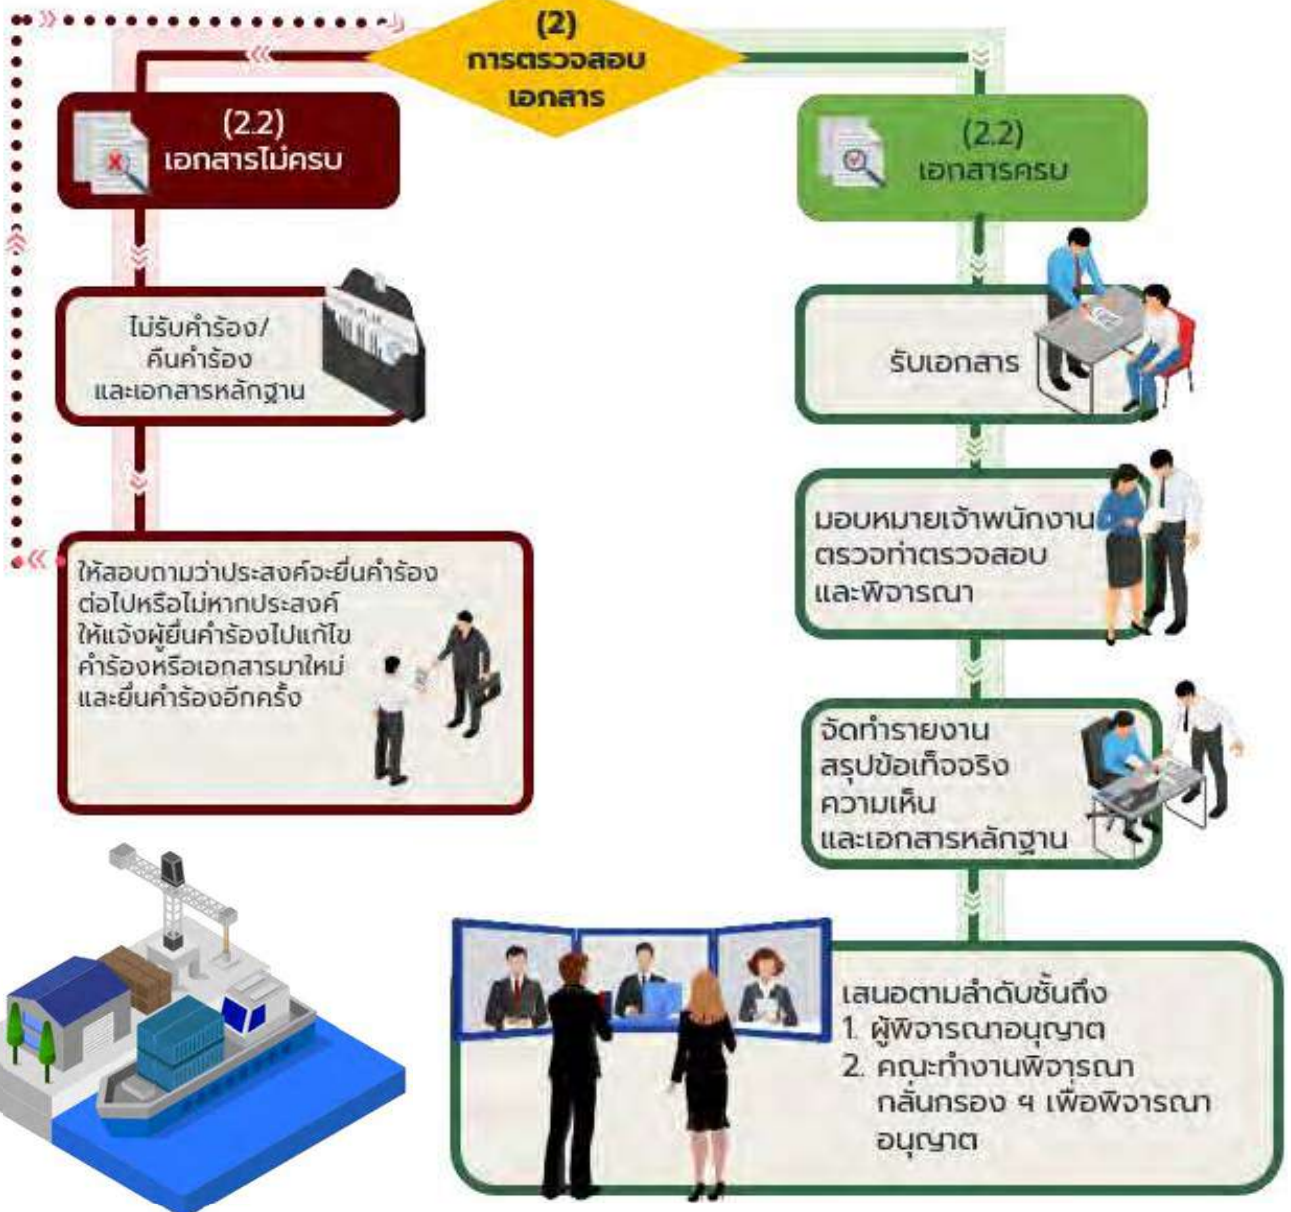 (2)
การตรวจสอบ
เอกสาร
(2.2)
เอกสารไม่ครบ
ไม่รับคำร้อง/
คืนคำร้อง
และเอกสารหลักฐาน
ให้สอบถามว่าประสงค์จะยื่นคำร้อง
ต่อไปหรือไม่หากประสงค์
ให้แจ้งผู้ยื่นคำร้องไปแก้ไข
คำร้องหรือเอกสารมาใหม่
และยื่นคำร้องอีกครั้ง
(2.2)
เอกสารครบ
รับเอกสาร
มอบหมายเจ้าพนักงาน
ตรวจท่าตรวจสอบ
และพิจารณา
จัดทำรายงาน
สรุปข้อเท็จจริง
ความเห็น
และเอกสารหลักฐาน
เสนอตามลำดับชั้นถึง
1. ผู้พิจารณาอนุญาต
2. คณะทำงานพิจารณา
กลั่นกรอง ฯ เพื่อพิจารณา
อนุญาต